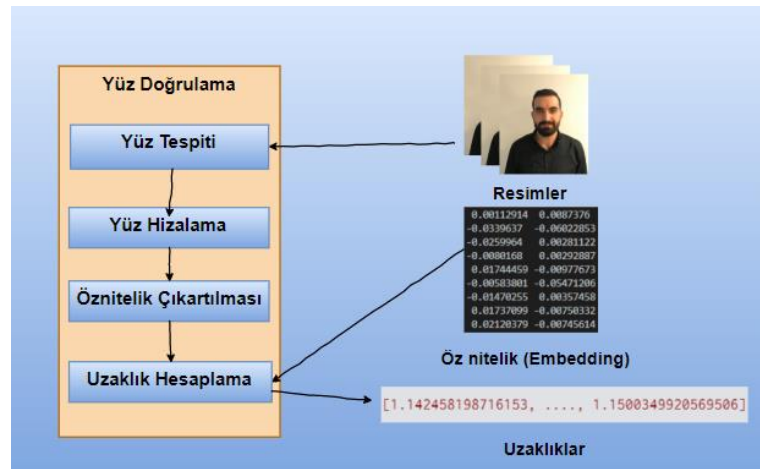 Yüz Doğrulama
Yüz Tespiti
Yüz Hizalama
Öznitelik Çıkartılması
Uzaklık Hesaplama
Resimler
0.00112914 0.0087376
-0.0339637 -0.06022853
-0.0259964 0.00281122
-0.0080168 0.00292887
0.01744459 -0.00977673
-0.00583801 -0.05471206
-0.01470255 0.00357458
0.01737099 -0.00750332
0.02120379 -0.00745614
Öz nitelik (Embedding)
[1.142458198716153, ...., 1.1500349920569506]
Uzaklıklar